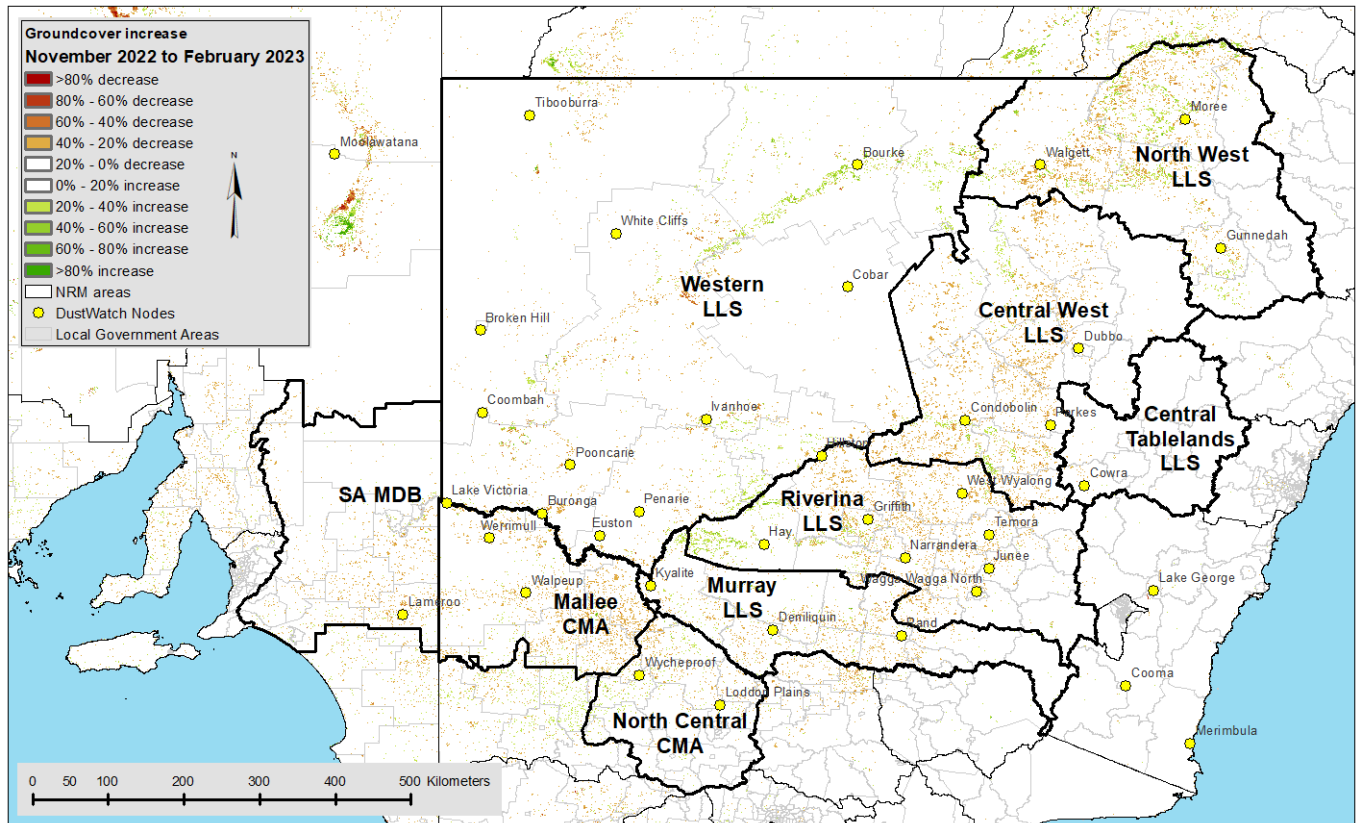 Groundcover increase
November 2022 to February 2023
>80% decrease
80% - 60% decrease
60% - 40% decrease
40% - 20% decrease
20% - 0% decrease
0% - 20% increase
20% - 40% increase
40% - 60% increase
60% - 80% increase
>80% increase
NRM areas
DustWatch Nodes
Local Government Areas
N
Tibooburra
Moolawatana
Moree
Bourke
Walgett
North West
LLS
White Cliffs
Gunnedah
Western
LLS
Cobar
Central West
LLS
Broken Hill
Dubbo
Coombah
Ivanhoe
Condobolin
Parkes
Central
Tablelands
LLS
Hillston
Pooncarie
Cowra
SA MDB
Lake Victoria
Buronga
Penarie
Riverina
LLS
West Wyalong
Werrimull
Euston
Griffith
Hay
Temora
Narrandera
Junee
Kyalite
Wagga Wagga North
Walpeup
Mallee
CMA
Murray
LLS
Lake George
Lameroo
Deniliquin
Rand
Wycheproof
Cooma
Loddon Plains
North Central
CMA
Merimbula
0 50 100 200 300 400 500 Kilometers